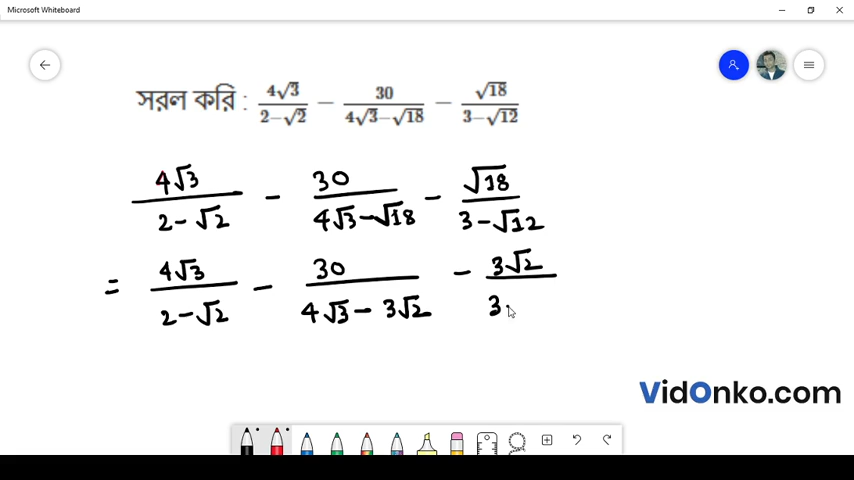 Microsoft Whiteboard
সরল করি : 4√3/(2−√2) − 30/(4√3−√18) − √18/(3−√12)
4√3/(2−√2) − 30/(4√3−√18) − √18/(3−√12)
= 4√3/(2−√2) − 30/(4√3−3√2) − 3√2/3
VidOnko.com